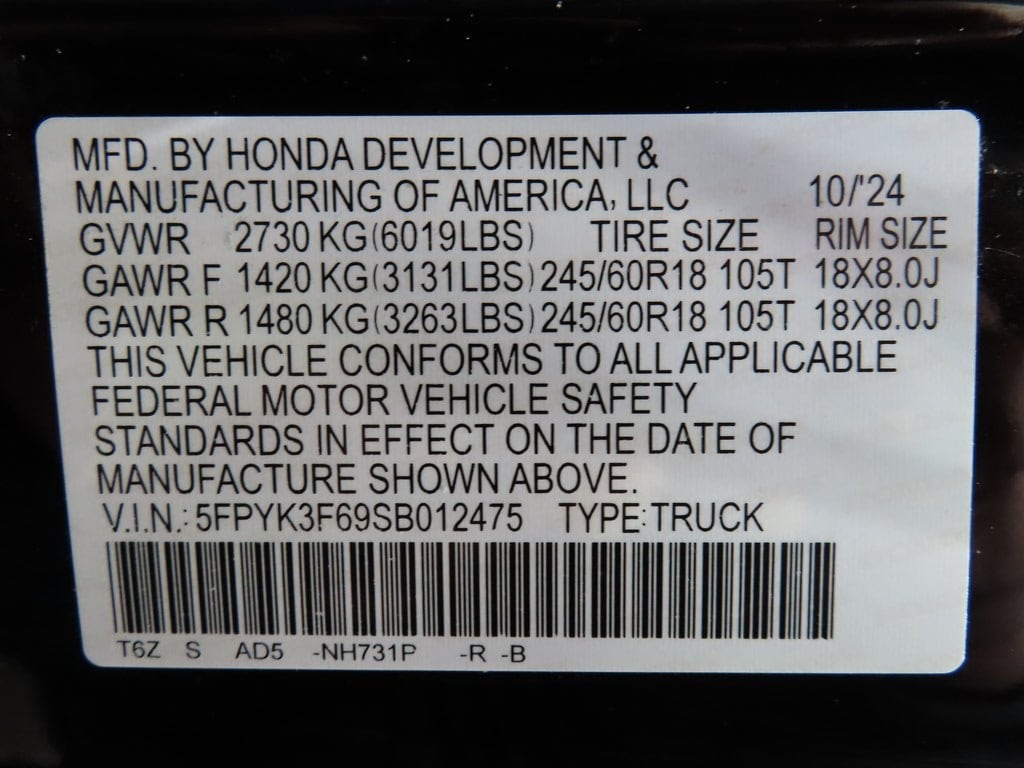 MFD. BY HONDA DEVELOPMENT &
MANUFACTURING OF AMERICA, LLC 10/'24
GVWR 2730 KG(6019LBS) TIRE SIZE RIM SIZE
GAWR F 1420 KG(3131LBS) 245/60R18 105T 18X8.0J
GAWR R 1480 KG(3263LBS) 245/60R18 105T 18X8.0J
THIS VEHICLE CONFORMS TO ALL APPLICABLE
FEDERAL MOTOR VEHICLE SAFETY
STANDARDS IN EFFECT ON THE DATE OF
MANUFACTURE SHOWN ABOVE.
V.I.N.: 5FPYK3F69SB012475 TYPE: TRUCK
T6Z S AD5 -NH731P -R -B